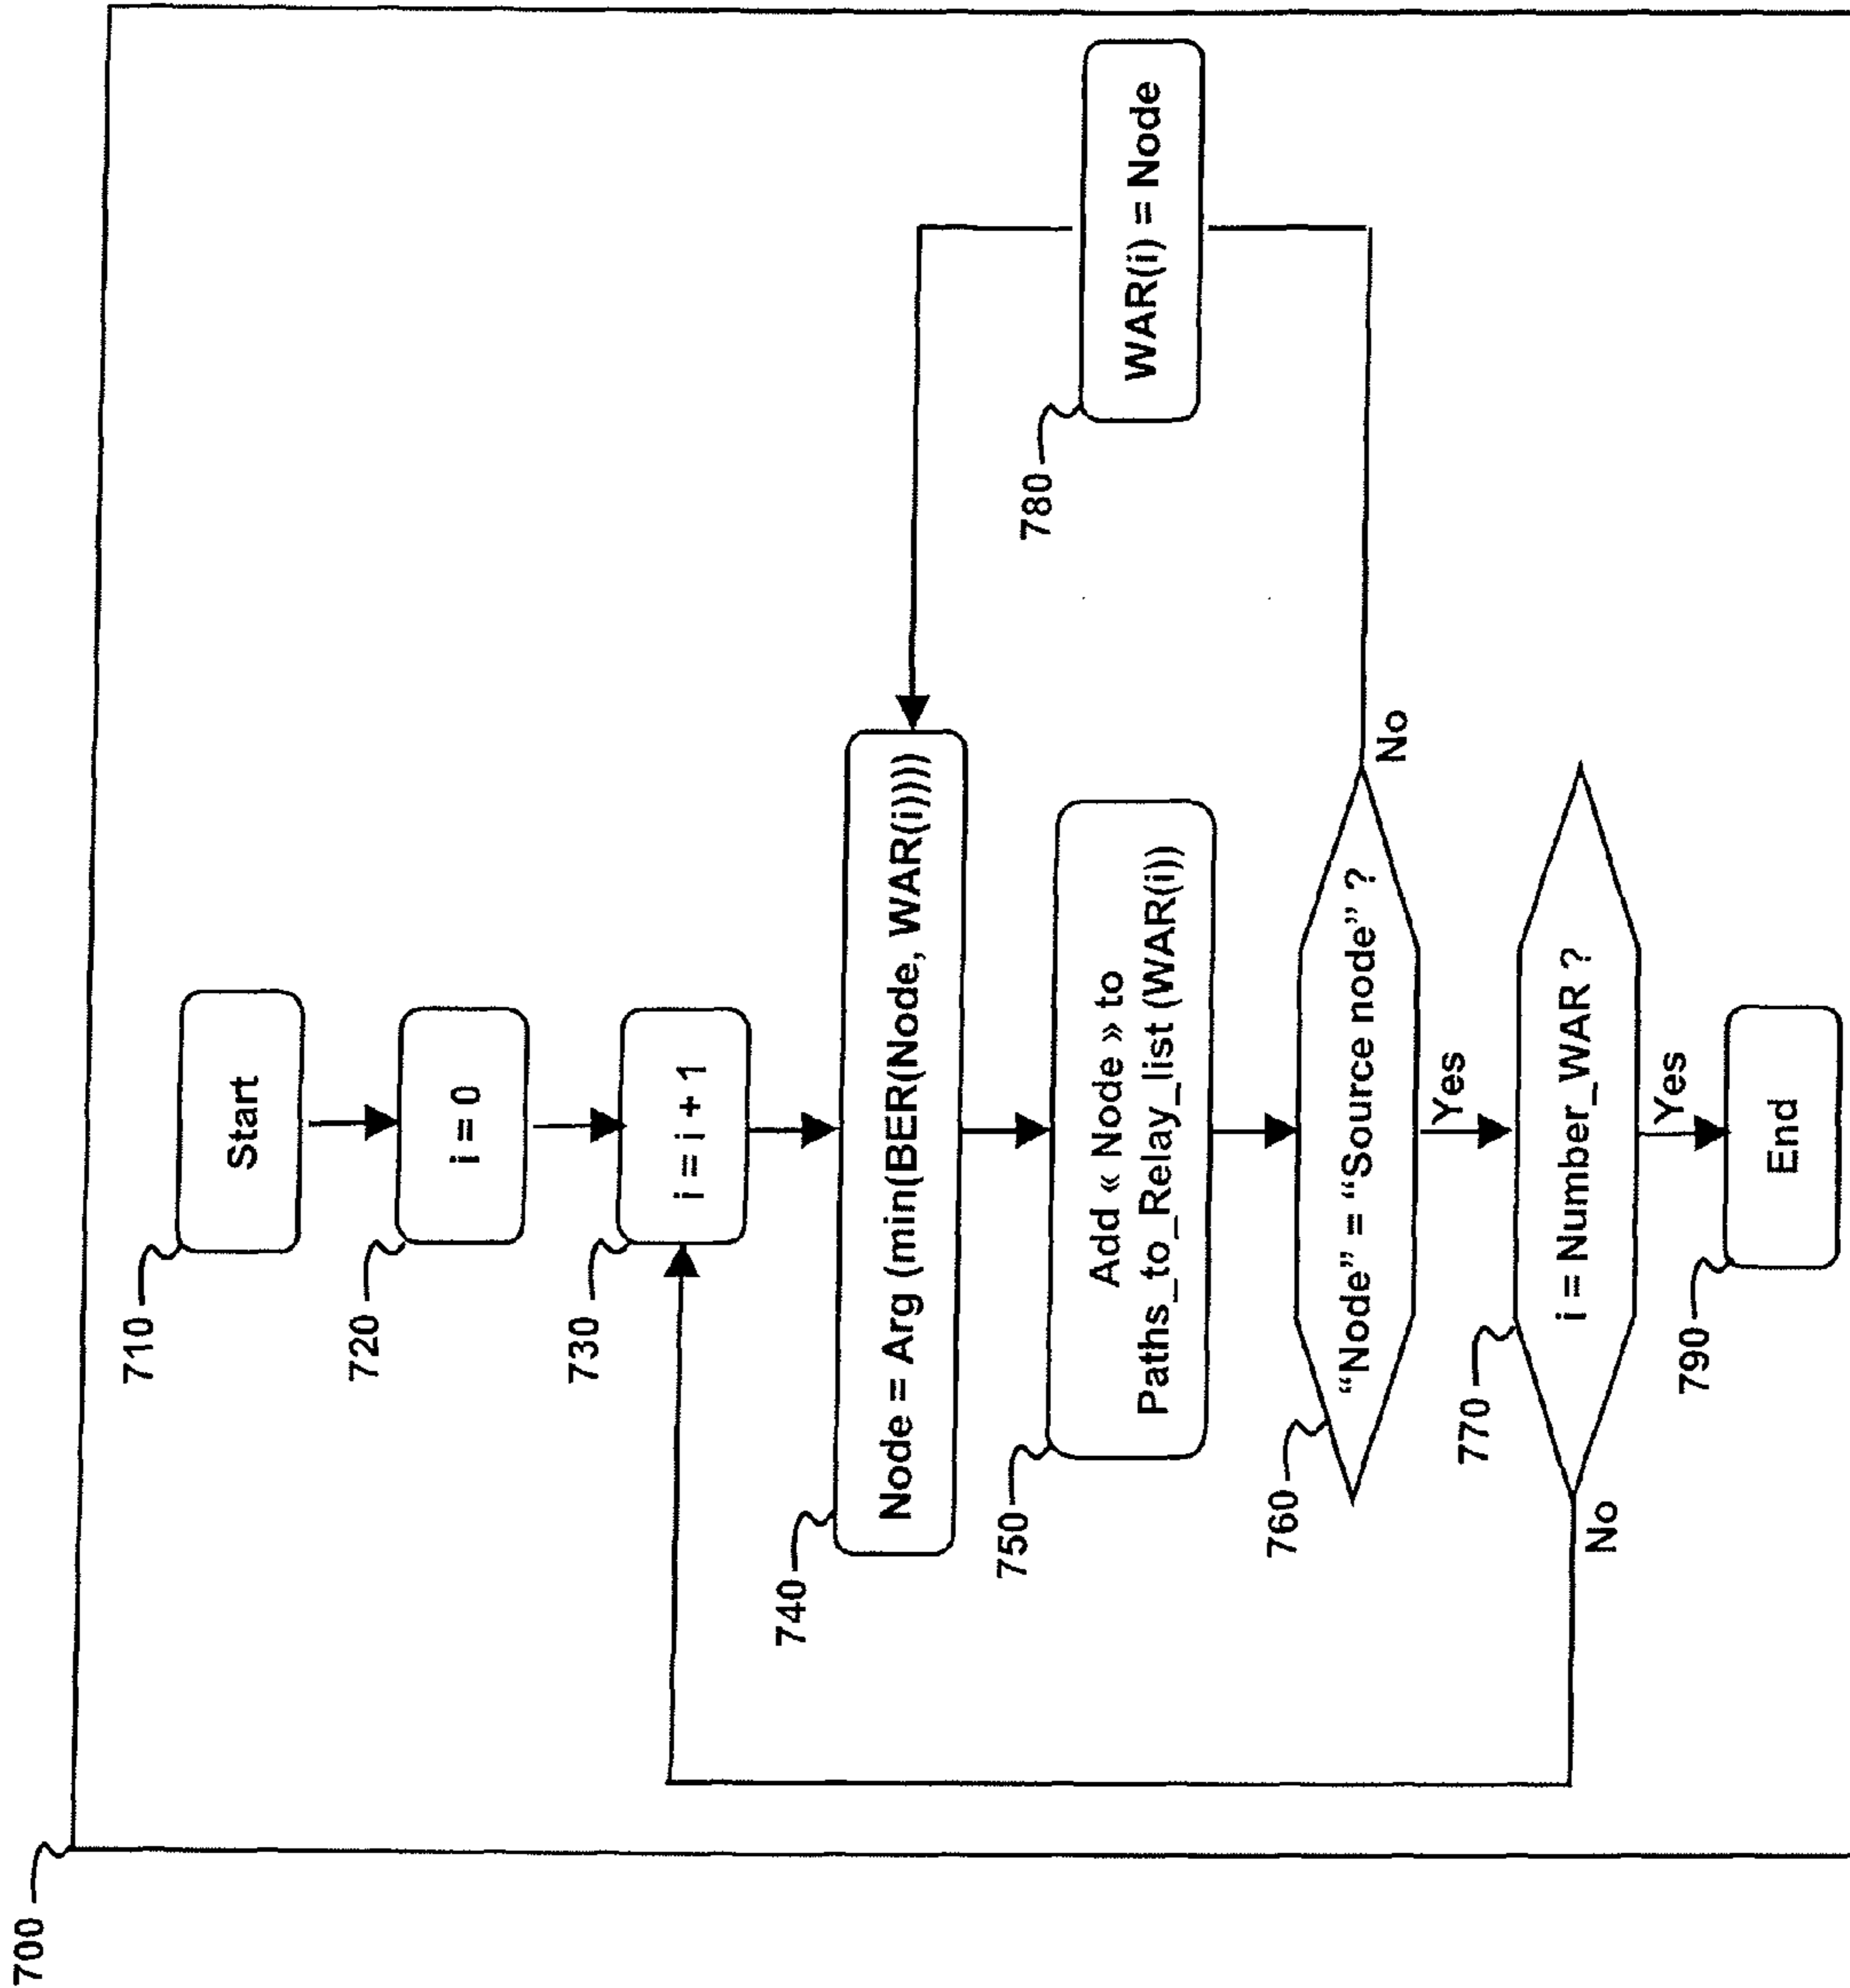 700
710
Start
720
i = 0
730
i = i + 1
740
Node = Arg (min(BER(Node, WAR(i))))
750
Add « Node » to
Paths_to_Relay_list (WAR(i))
760
“Node” = “Source node” ?
No
Yes
780
WAR(i) = Node
770
i = Number_WAR ?
No
Yes
790
End